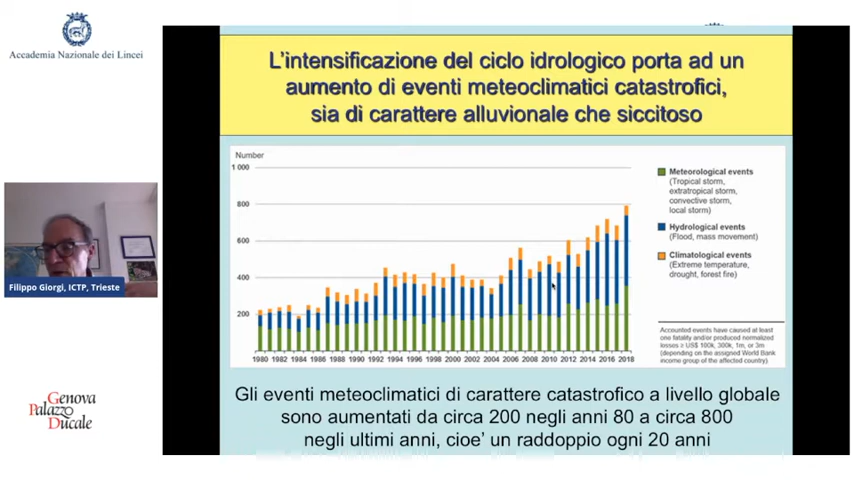 Accademia Nazionale dei Lincei
L'intensificazione del ciclo idrologico porta ad un
aumento di eventi meteoclimatici catastrofici,
sia di carattere alluvionale che siccitoso
Number
1 000
800
600
400
200
1980 1982 1984 1986 1988 1990 1992 1994 1996 1998 2000 2002 2004 2006 2008 2010 2012 2014 2016 2018
Meteorological events
(Tropical storm,
extratropical storm,
convective storm,
local storm)
Hydrological events
(Flood, mass movement)
Climatological events
(Extreme temperature,
drought, forest fire)
Accounted events have caused at least
one fatality and/or produced normalized
losses ≥ US$ 100k, 300k, 1m, or 3m
(depending on the assigned World Bank
income group of the affected country)
Filippo Giorgi, ICTP, Trieste
Genova
Palazzo
Ducale
Gli eventi meteoclimatici di carattere catastrofico a livello globale
sono aumentati da circa 200 negli anni 80 a circa 800
negli ultimi anni, cioe' un raddoppio ogni 20 anni